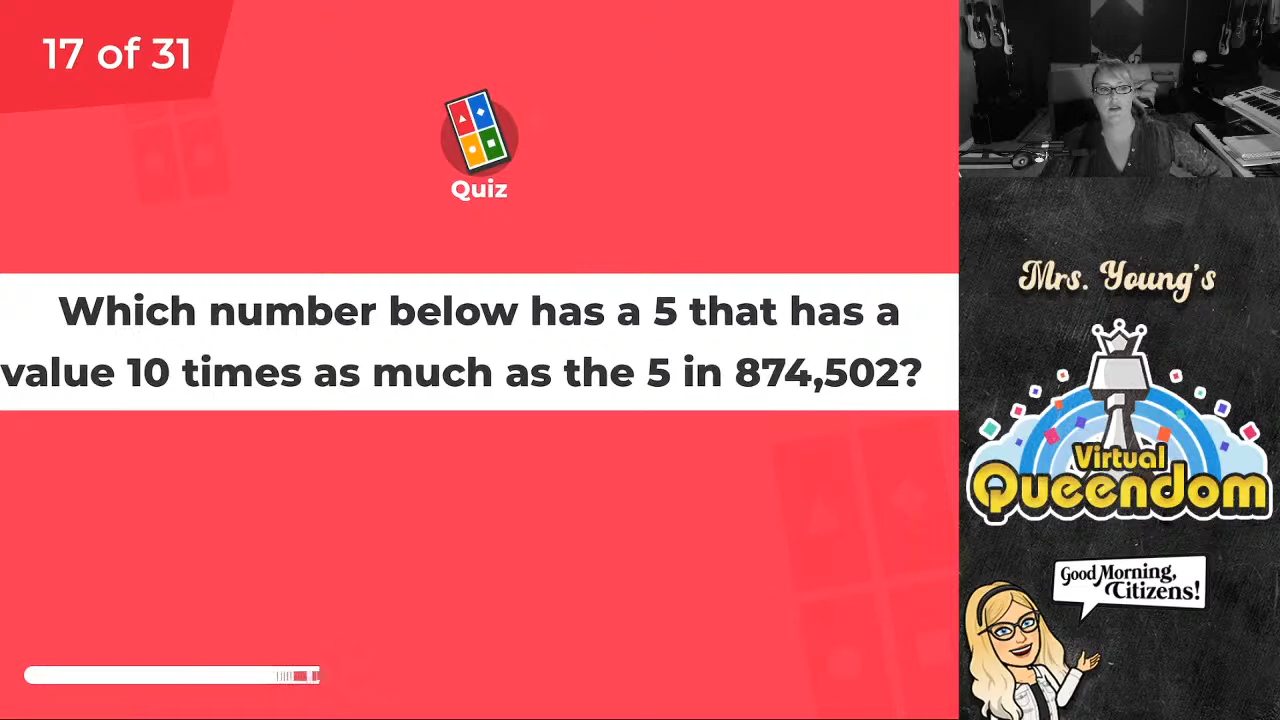 17 of 31
Quiz
Which number below has a 5 that has a
value 10 times as much as the 5 in 874,502?
Mrs. Young's
Virtual
Queendom
Good Morning,
Citizens!